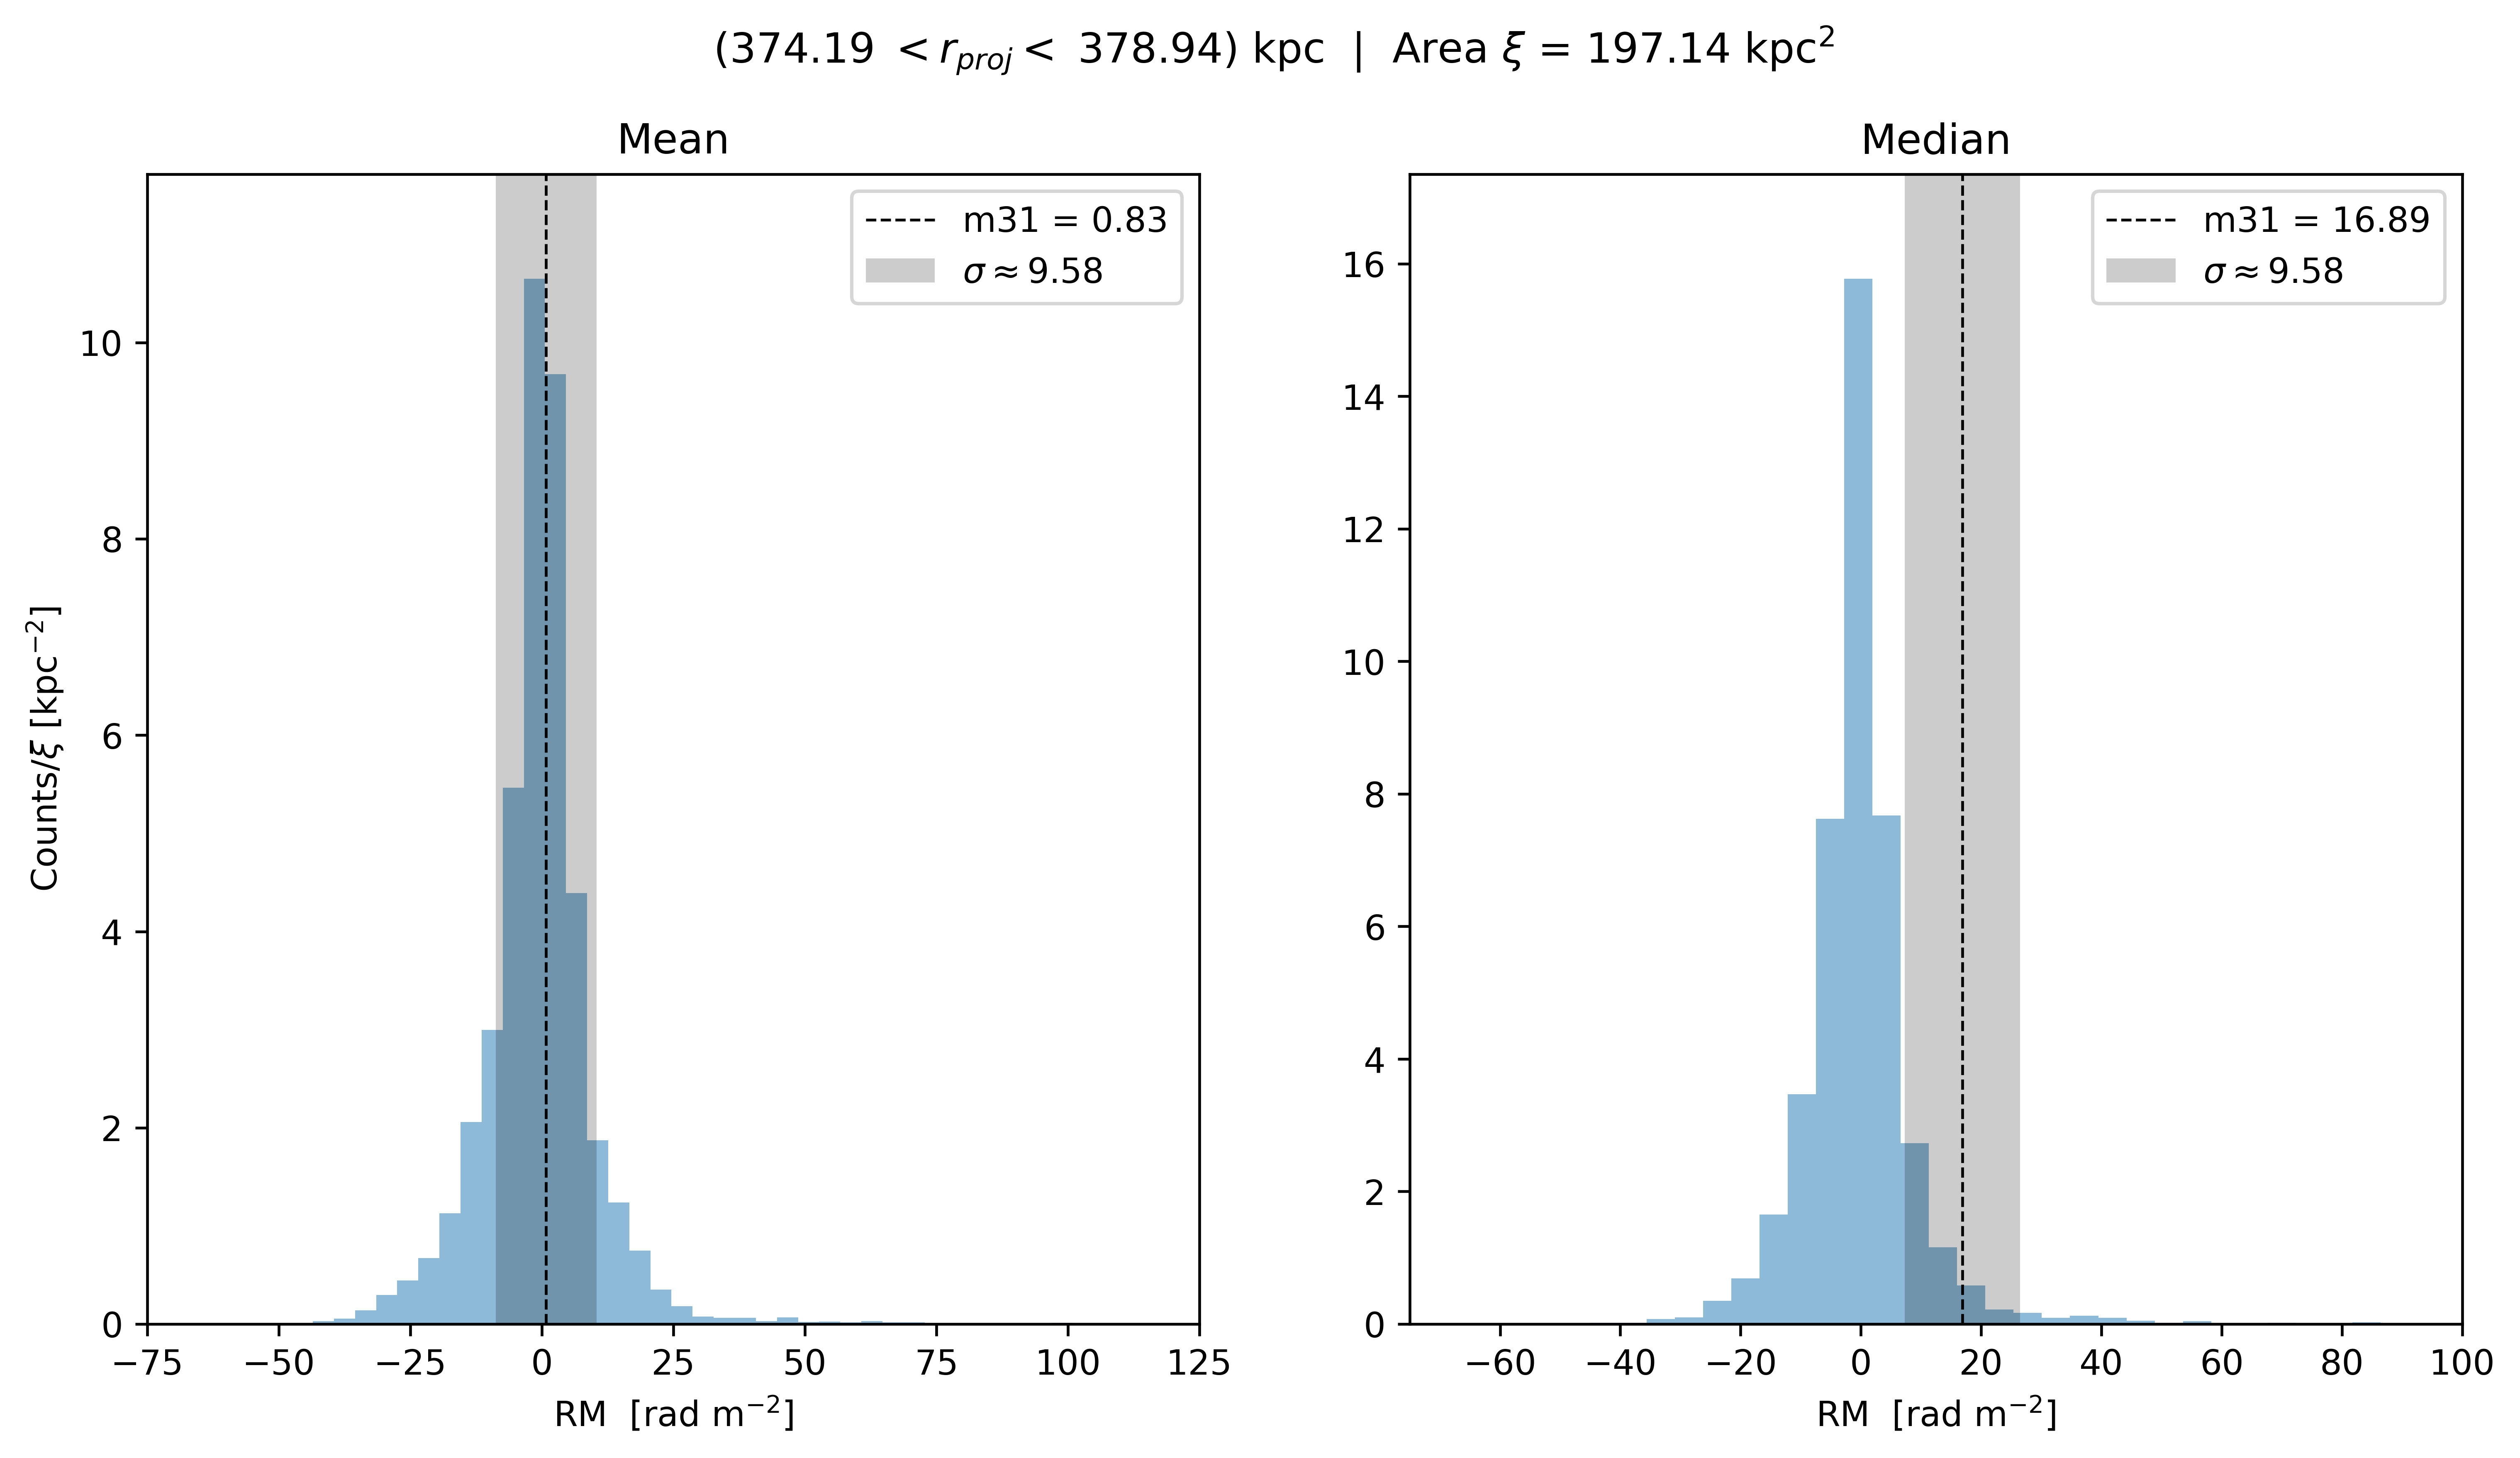 (374.19 < r_proj < 378.94) kpc | Area ξ = 197.14 kpc²
Mean
m31 = 0.83
σ ≈ 9.58
10
8
6
4
2
0
Counts/ξ [kpc⁻²]
−75 −50 −25 0 25 50 75 100 125
RM [rad m⁻²]
Median
m31 = 16.89
σ ≈ 9.58
16
14
12
10
8
6
4
2
0
−60 −40 −20 0 20 40 60 80 100
RM [rad m⁻²]